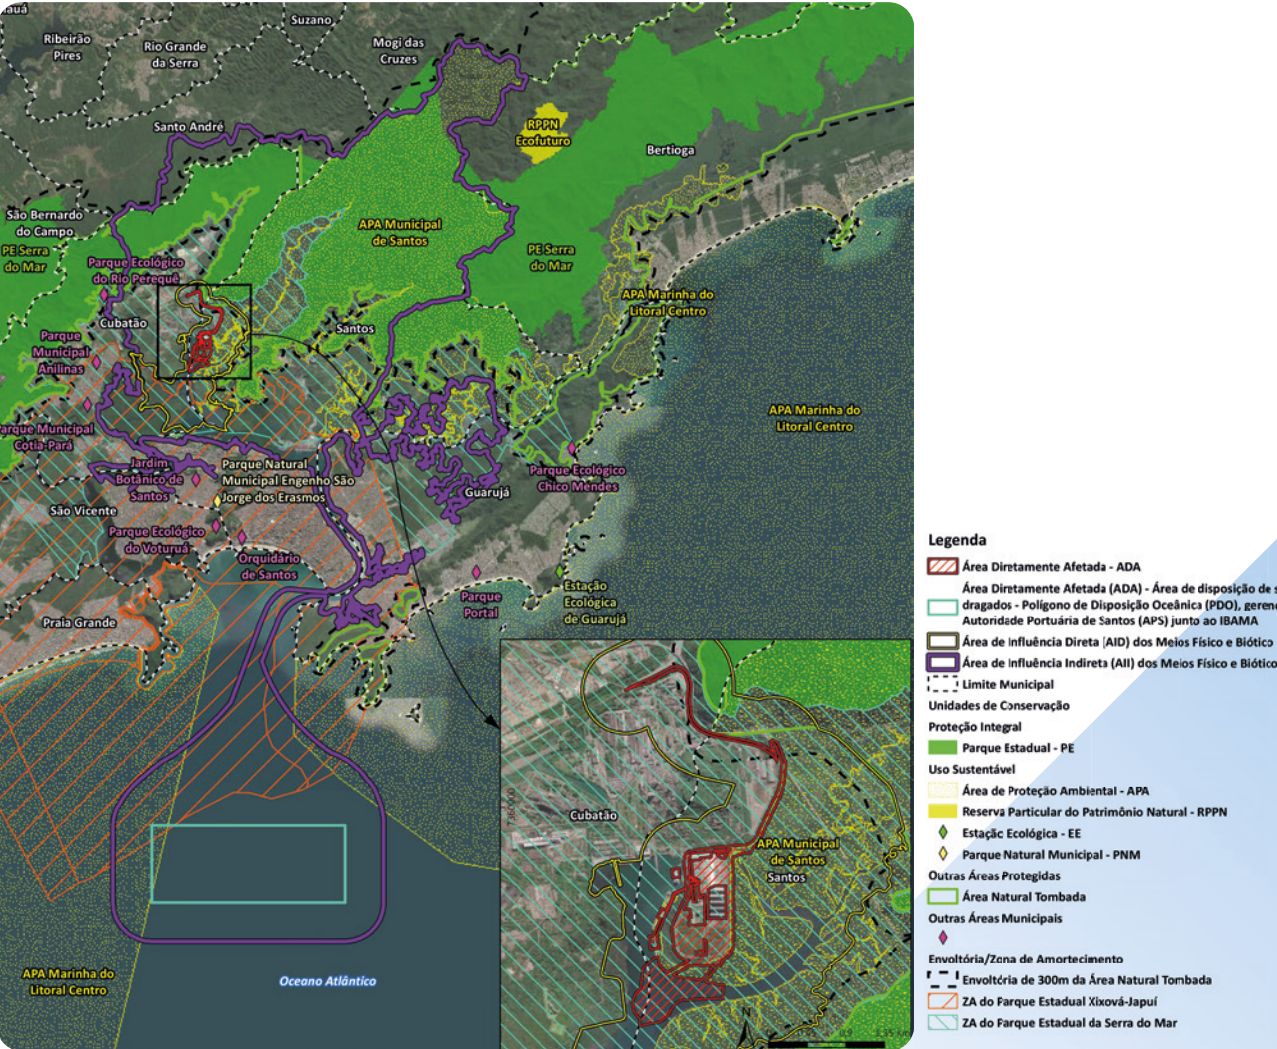 Suzano
Ribeirão
Pires
Rio Grande
da Serra
Mogi das
Cruzes
Santo André
RPPN
Ecofuturo
Bertioga
São Bernardo
do Campo
PE Serra
do Mar
APA Municipal
de Santos
PE Serra
do Mar
Parque Ecológico
do Rio Perequê
APA Marinha do
Litoral Centro
Cubatão
Santos
Parque
Municipal
Anilinas
APA Marinha do
Litoral Centro
Parque Municipal
Cotia-Pará
Jardim
Botânico de
Santos
Parque Natural
Municipal Engenho São
Jorge dos Erasmos
Parque Ecológico
Chico Mendes
Guarujá
São Vicente
Parque Ecológico
do Voturuá
Orquidário
de Santos
Parque
Portal
Estação
Ecológica
de Guarujá
Praia Grande
APA Marinha do
Litoral Centro
Oceano Atlântico
Cubatão
APA Municipal
de Santos
Santos
N
Legenda
Área Diretamente Afetada - ADA
Área Diretamente Afetada (ADA) - Área de disposição de
dragados - Polígono de Disposição Oceânica (PDO),
Autoridade Portuária de Santos (APS) junto ao IBAMA
Área de Influência Direta (AID) dos Meios Físico e Biótico
Área de Influência Indireta (AII) dos Meios Físico e Biótico
Limite Municipal
Unidades de Conservação
Proteção Integral
Parque Estadual - PE
Uso Sustentável
Área de Proteção Ambiental - APA
Reserva Particular do Patrimônio Natural - RPPN
Estação Ecológica - EE
Parque Natural Municipal - PNM
Outras Áreas Protegidas
Área Natural Tombada
Outras Áreas Municipais
Envoltória/Zona de Amortecimento
Envoltória de 300m da Área Natural Tombada
ZA do Parque Estadual Xixová-Japuí
ZA do Parque Estadual da Serra do Mar